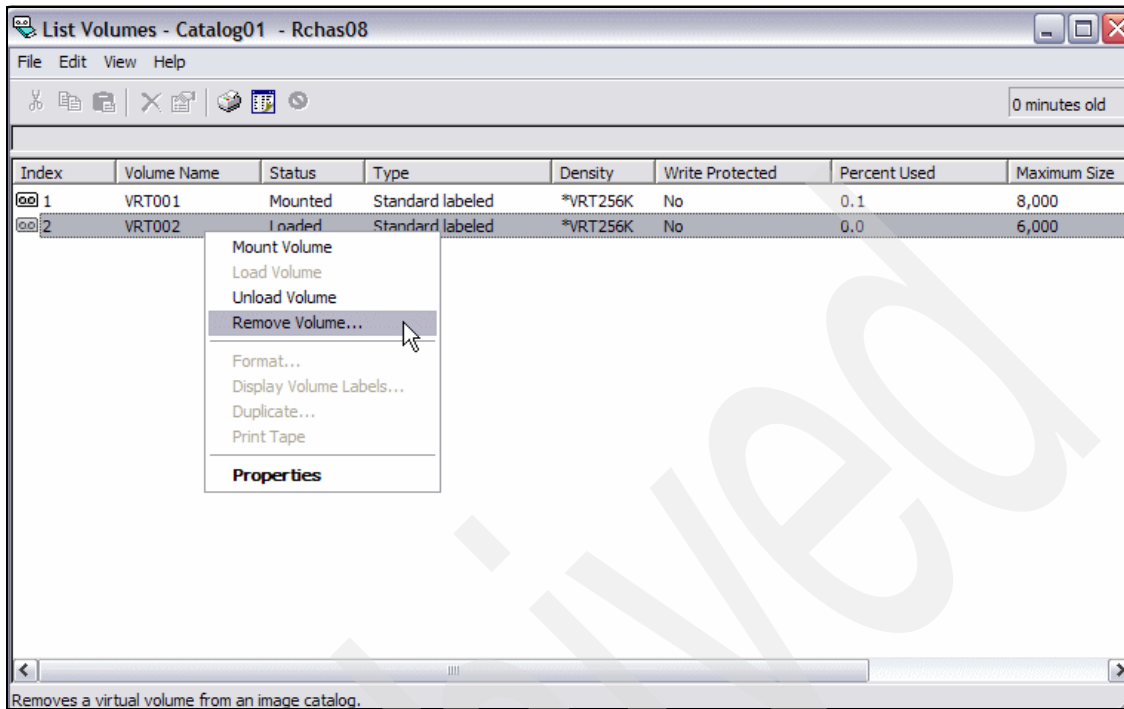 List Volumes - Catalog01 - Rchas08
File Edit View Help
0 minutes old
Index Volume Name Status Type Density Write Protected Percent Used Maximum Size
1 VRT001 Mounted Standard labeled *VRT256K No 0.1 8,000
2 VRT002 Loaded Standard labeled *VRT256K No 0.0 6,000
Mount Volume
Load Volume
Unload Volume
Remove Volume...
Format...
Display Volume Labels...
Duplicate...
Print Tape
Properties
Removes a virtual volume from an image catalog.